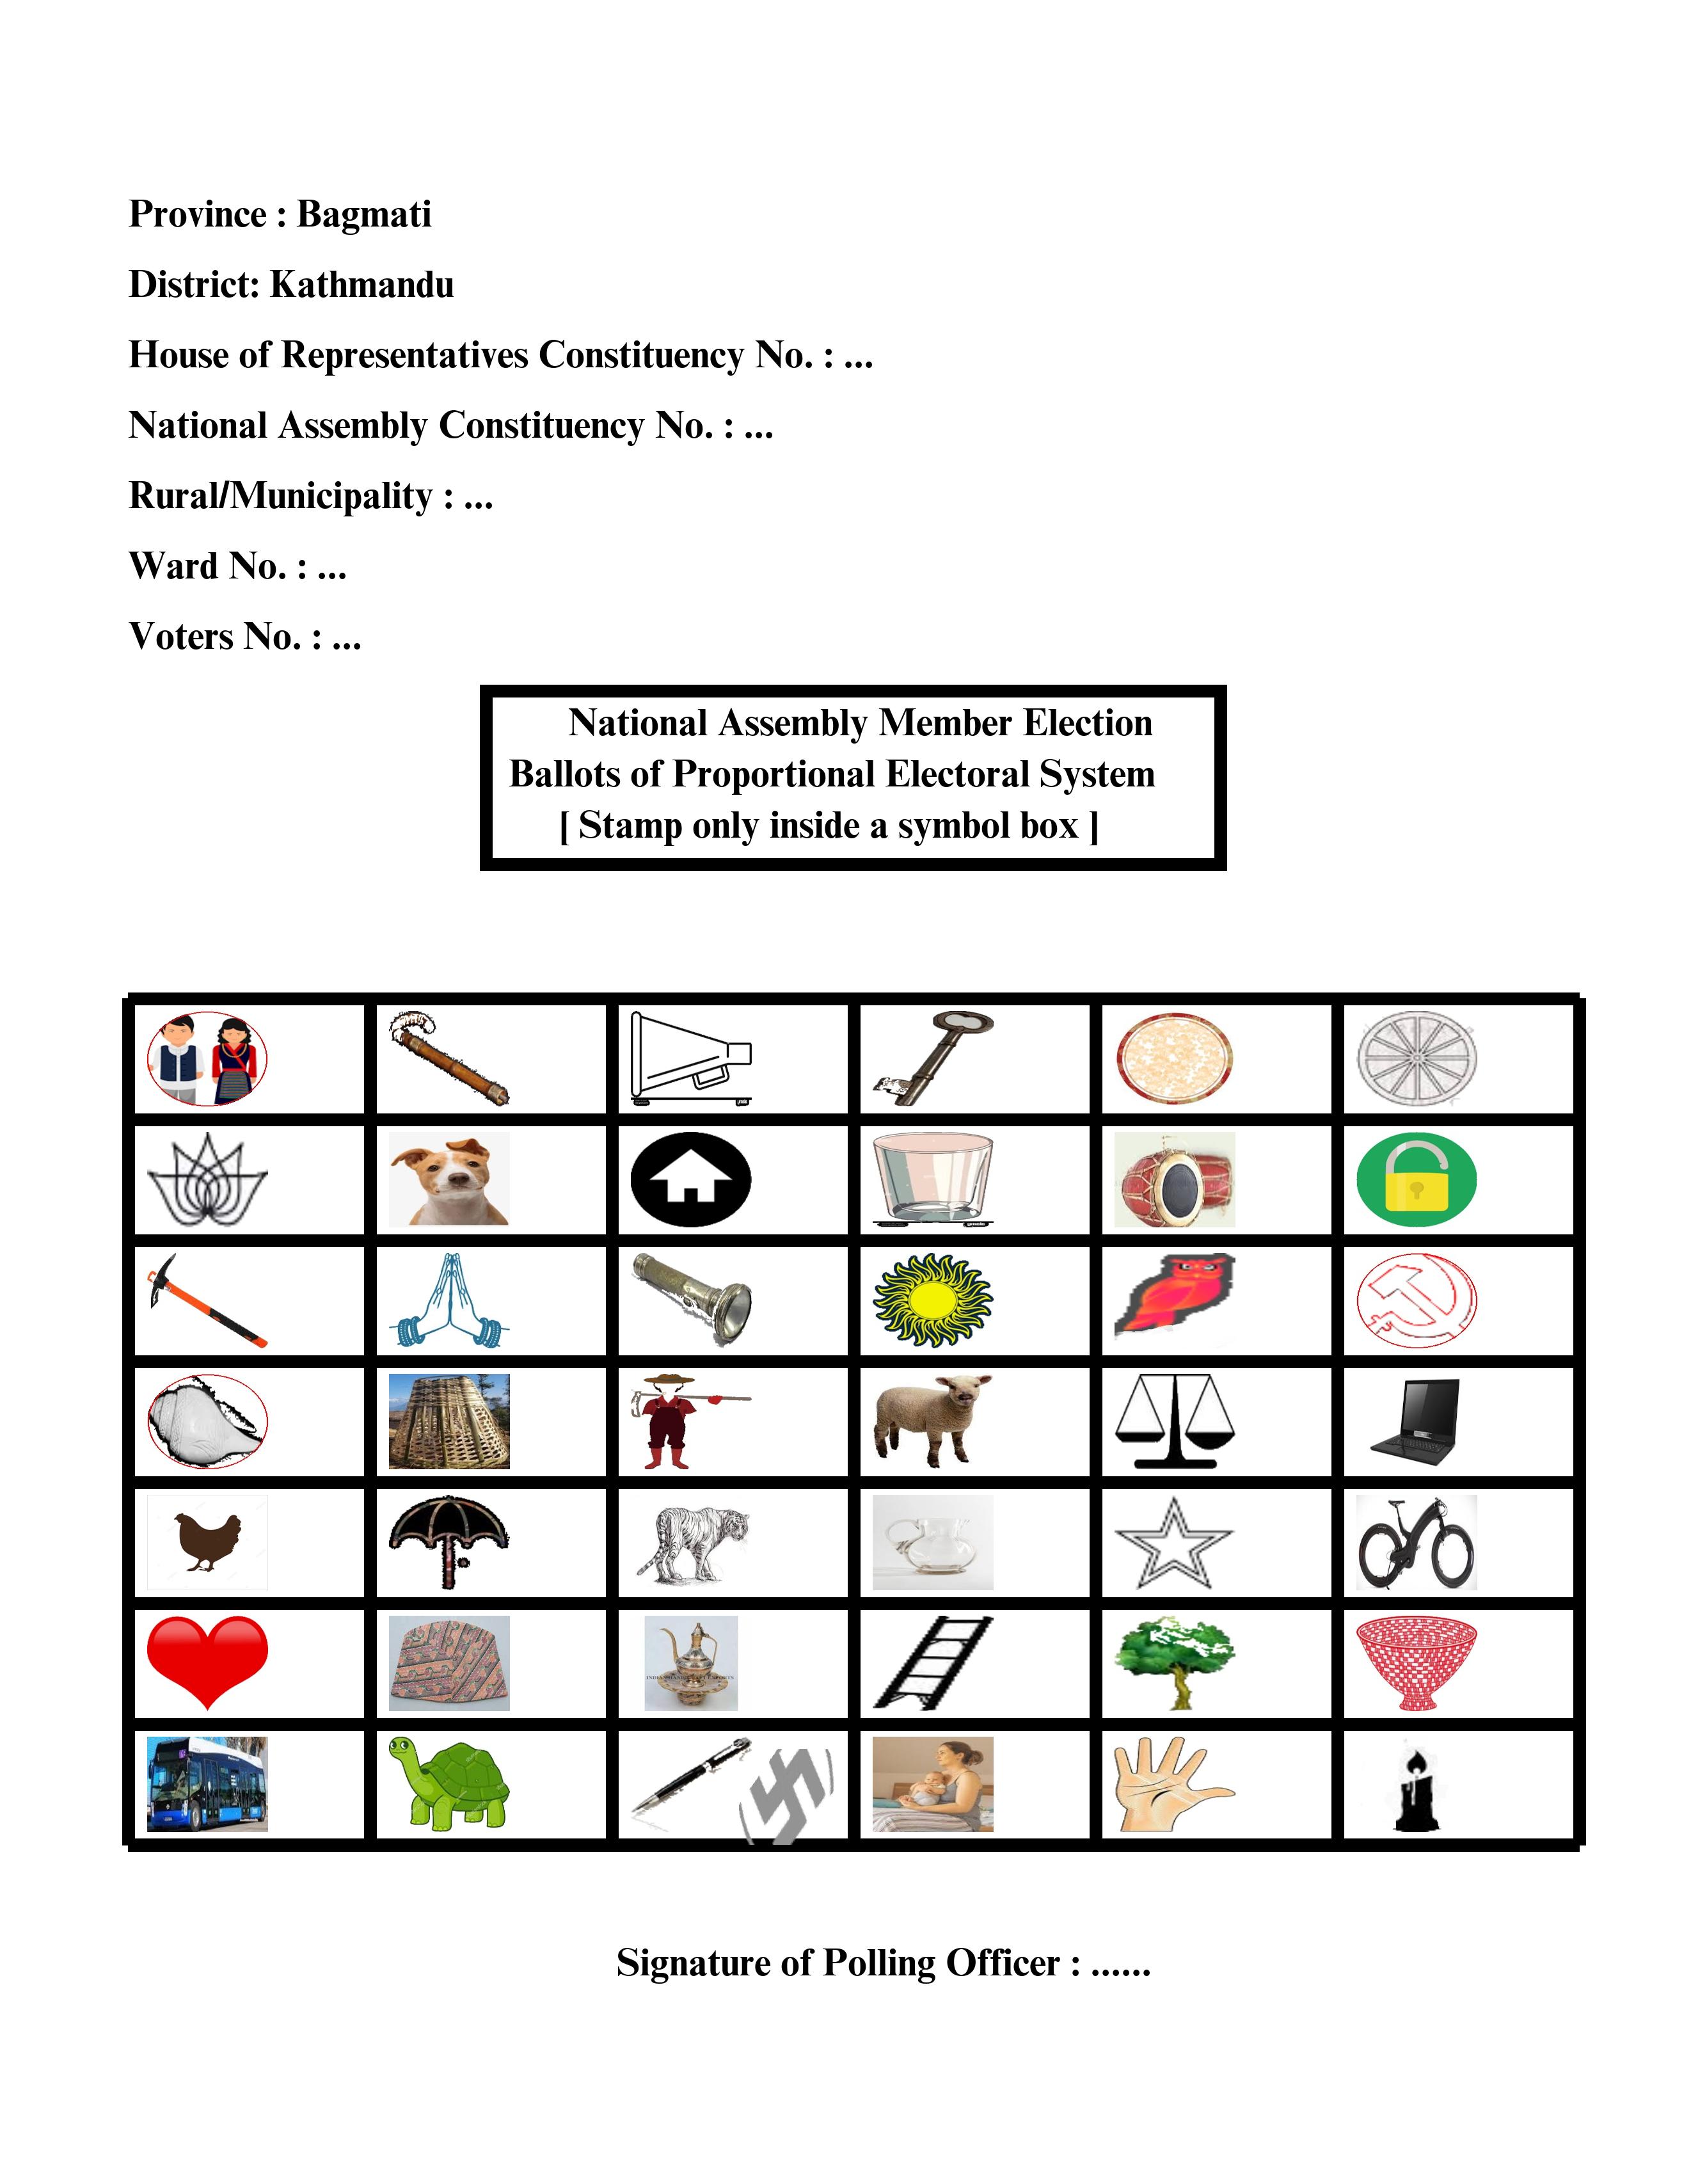 Province : Bagmati
District: Kathmandu
House of Representatives Constituency No. : ...
National Assembly Constituency No. : ...
Rural/Municipality : ...
Ward No. : ...
Voters No. : ...
National Assembly Member Election
Ballots of Proportional Electoral System
[ Stamp only inside a symbol box ]
Signature of Polling Officer : ......